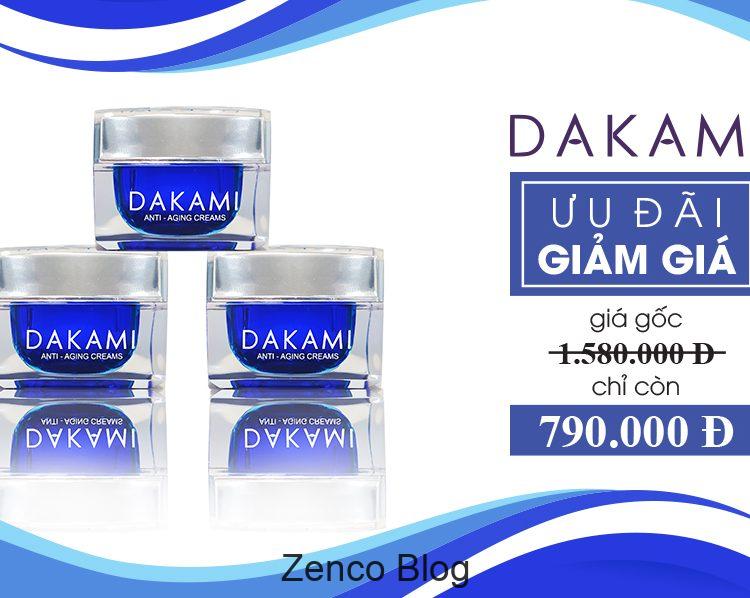 DAKAMI
ANTI - AGING CREAMS
DAKAMI
ANTI - AGING CREAMS
DAKAMI
ANTI - AGING CREAMS
DAKAM
ƯU ĐÃI
GIẢM GIÁ
giá gốc
1.580.000 Đ
chỉ còn
790.000 Đ
Zenco Blog